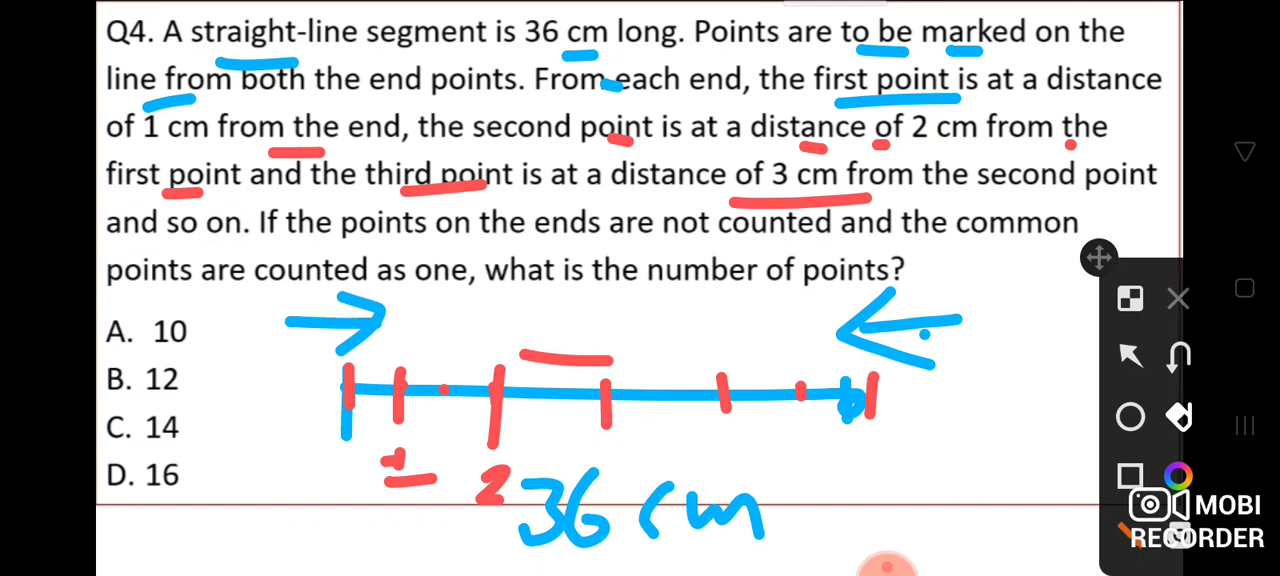 Q4. A straight-line segment is 36 cm long. Points are to be marked on the
line from both the end points. From each end, the first point is at a distance
of 1 cm from the end, the second point is at a distance of 2 cm from the
first point and the third point is at a distance of 3 cm from the second point
and so on. If the points on the ends are not counted and the common
points are counted as one, what is the number of points?
A. 10
B. 12
C. 14
D. 16
1
2
36 cm
MOBI
RECORDER